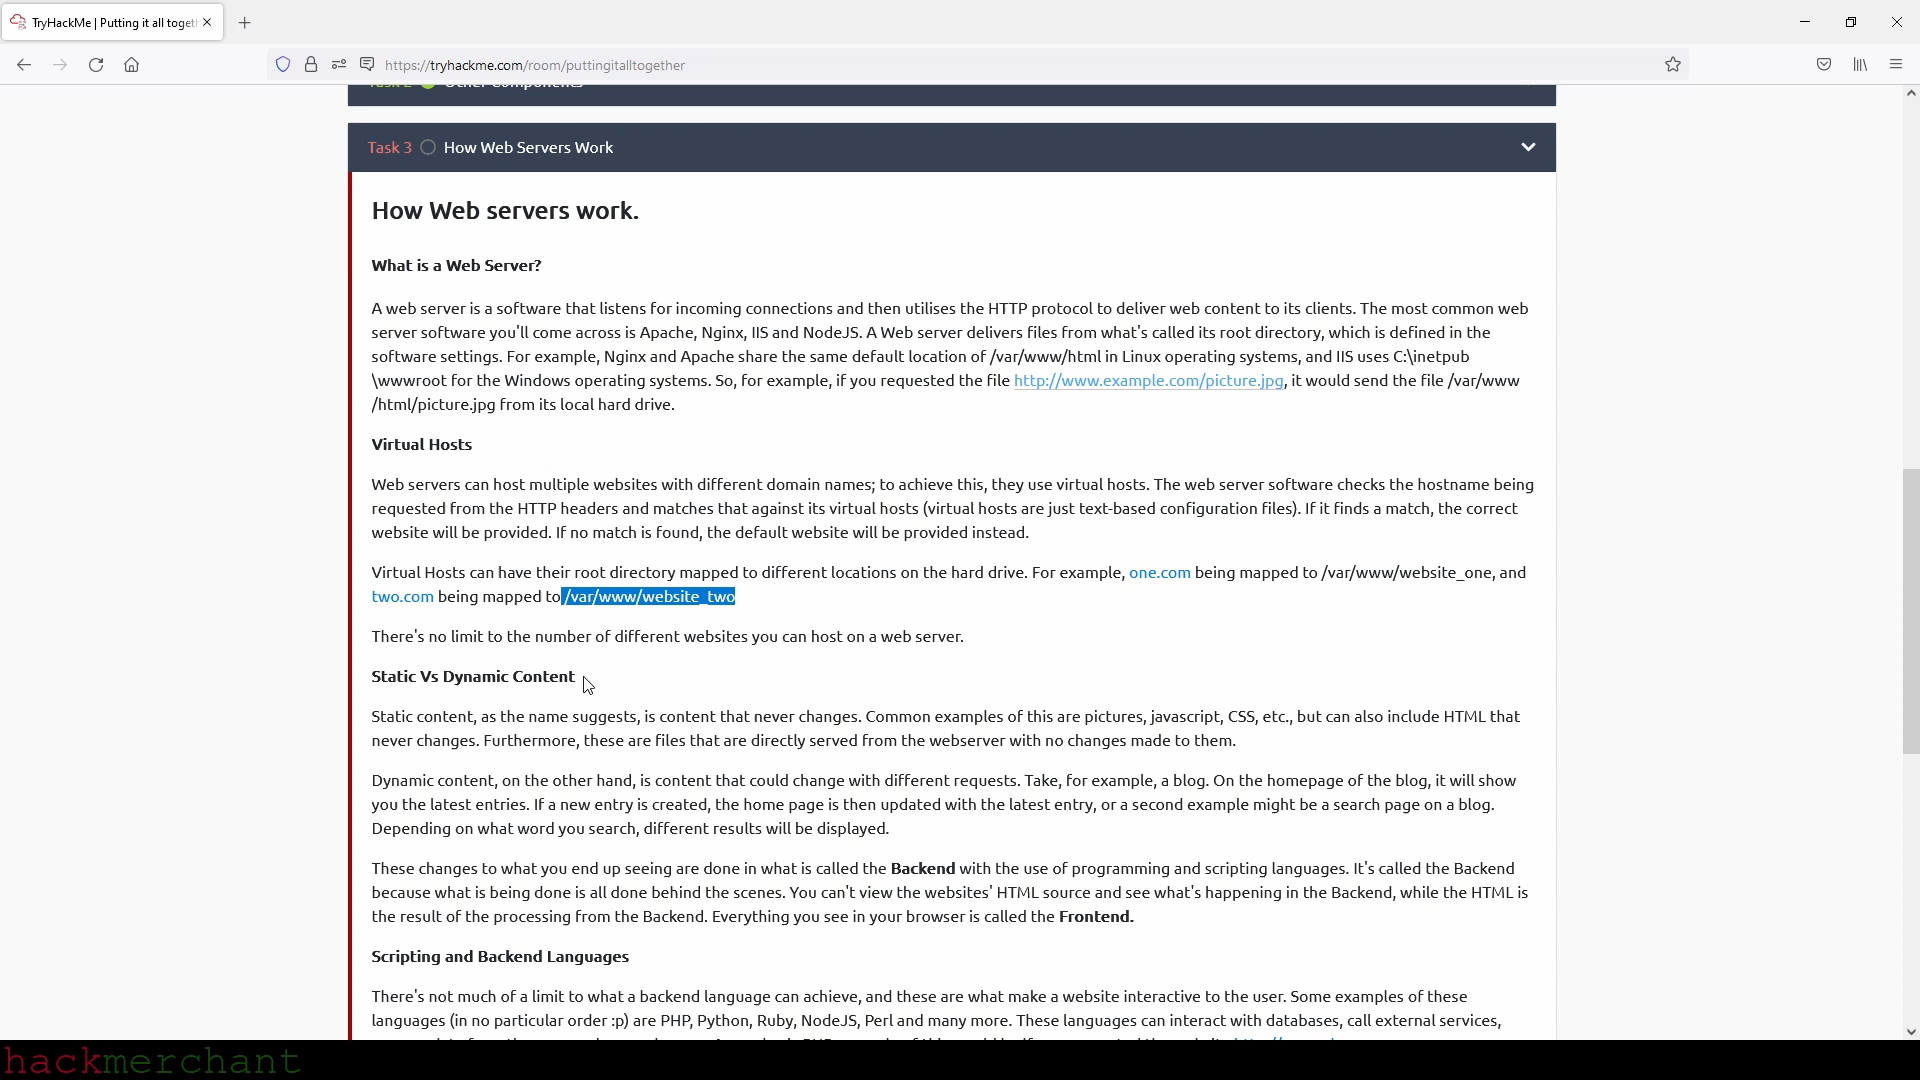 TryHackMe | Putting it all toget
https://tryhackme.com/room/puttingitalltogether
Task 2 Other Components
Task 3 How Web Servers Work
How Web servers work.
What is a Web Server?
A web server is a software that listens for incoming connections and then utilises the HTTP protocol to deliver web content to its clients. The most common web
server software you'll come across is Apache, Nginx, IIS and NodeJS. A Web server delivers files from what's called its root directory, which is defined in the
software settings. For example, Nginx and Apache share the same default location of /var/www/html in Linux operating systems, and IIS uses C:\inetpub
\wwwroot for the Windows operating systems. So, for example, if you requested the file http://www.example.com/picture.jpg, it would send the file /var/www
/html/picture.jpg from its local hard drive.
Virtual Hosts
Web servers can host multiple websites with different domain names; to achieve this, they use virtual hosts. The web server software checks the hostname being
requested from the HTTP headers and matches that against its virtual hosts (virtual hosts are just text-based configuration files). If it finds a match, the correct
website will be provided. If no match is found, the default website will be provided instead.
Virtual Hosts can have their root directory mapped to different locations on the hard drive. For example, one.com being mapped to /var/www/website_one, and
two.com being mapped to /var/www/website_two
There's no limit to the number of different websites you can host on a web server.
Static Vs Dynamic Content
Static content, as the name suggests, is content that never changes. Common examples of this are pictures, javascript, CSS, etc., but can also include HTML that
never changes. Furthermore, these are files that are directly served from the webserver with no changes made to them.
Dynamic content, on the other hand, is content that could change with different requests. Take, for example, a blog. On the homepage of the blog, it will show
you the latest entries. If a new entry is created, the home page is then updated with the latest entry, or a second example might be a search page on a blog.
Depending on what word you search, different results will be displayed.
These changes to what you end up seeing are done in what is called the Backend with the use of programming and scripting languages. It's called the Backend
because what is being done is all done behind the scenes. You can't view the websites' HTML source and see what's happening in the Backend, while the HTML is
the result of the processing from the Backend. Everything you see in your browser is called the Frontend.
Scripting and Backend Languages
There's not much of a limit to what a backend language can achieve, and these are what make a website interactive to the user. Some examples of these
languages (in no particular order :p) are PHP, Python, Ruby, NodeJS, Perl and many more. These languages can interact with databases, call external services,
hackmerchant